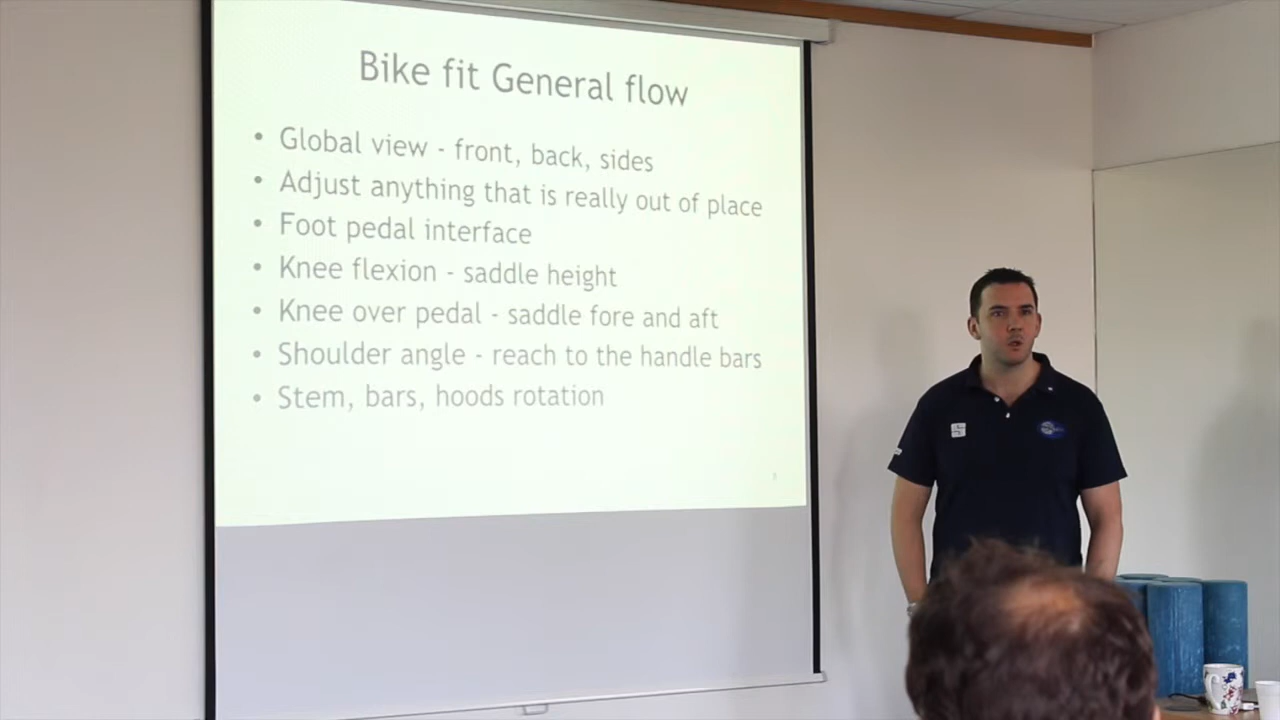 Bike fit General flow
• Global view - front, back, sides
• Adjust anything that is really out of place
• Foot pedal interface
• Knee flexion - saddle height
• Knee over pedal - saddle fore and aft
• Shoulder angle - reach to the handle bars
• Stem, bars, hoods rotation